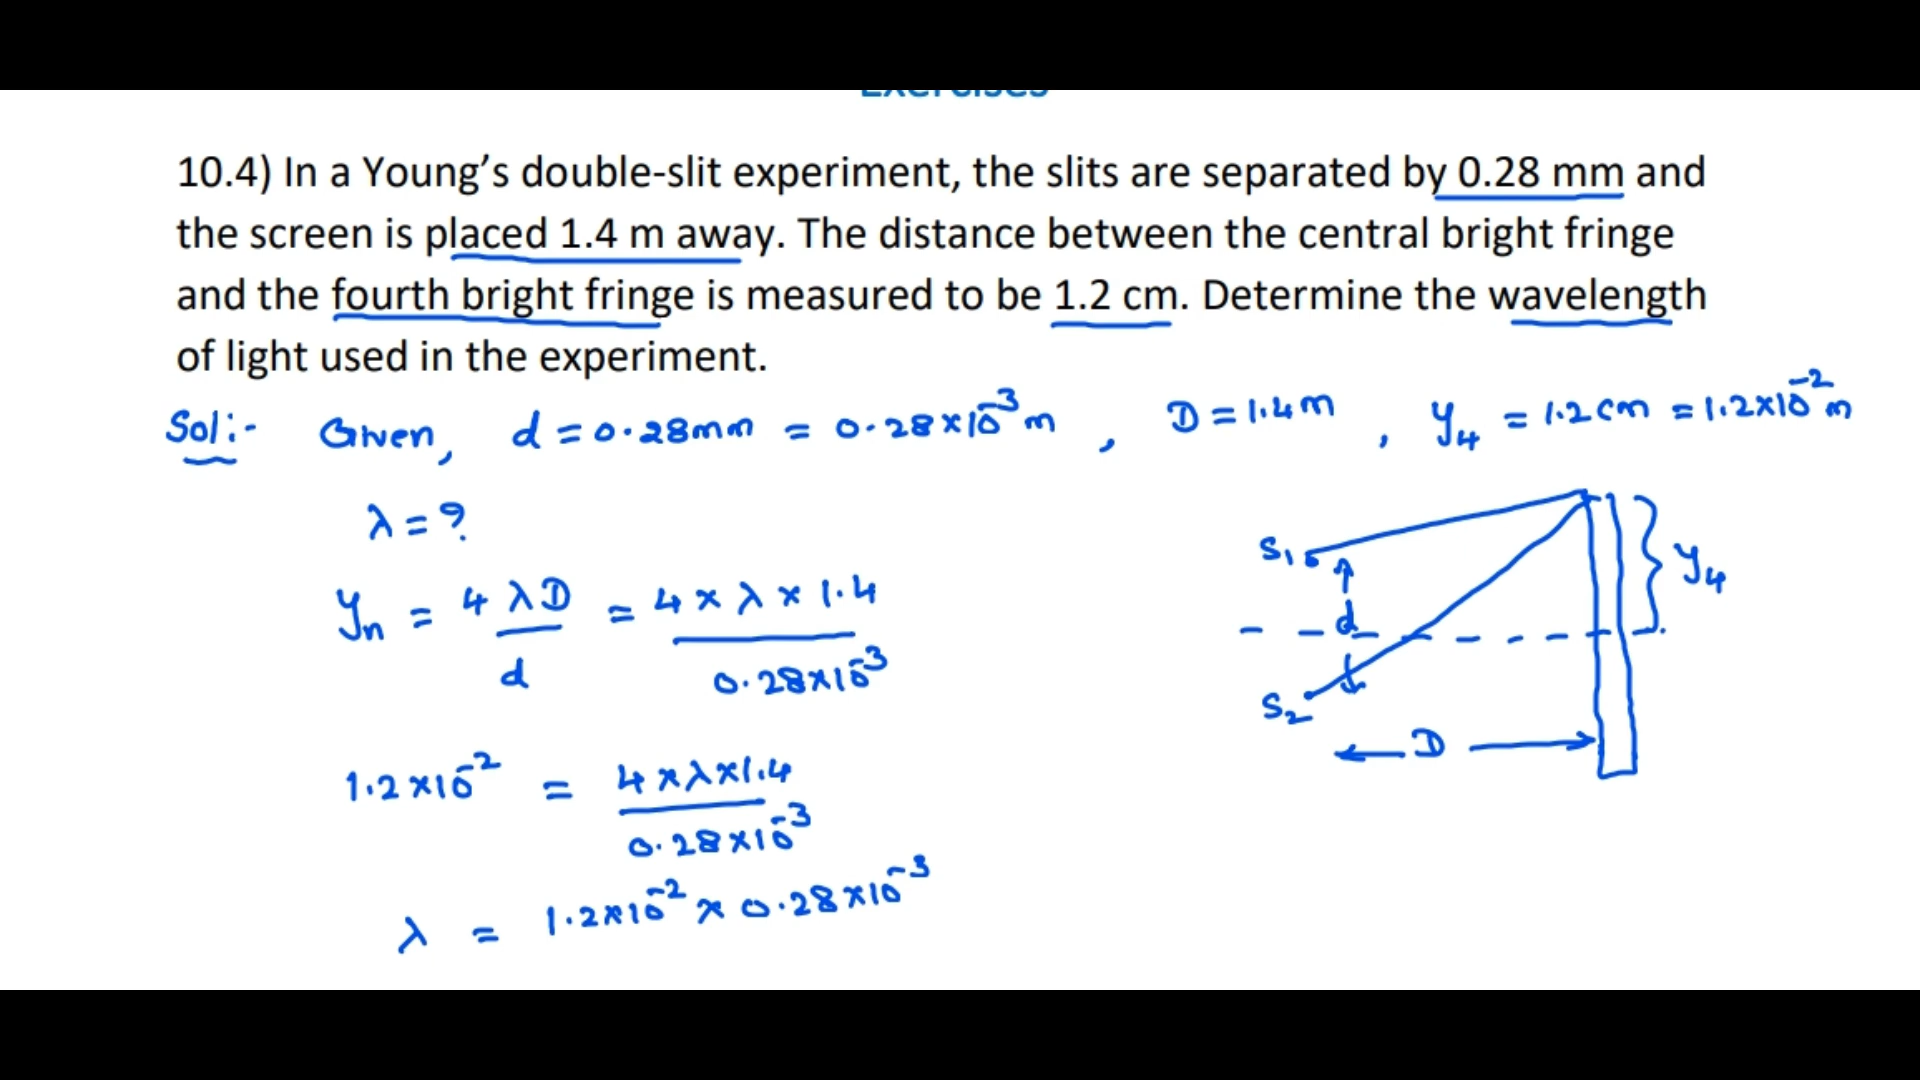 Exercises
10.4) In a Young’s double-slit experiment, the slits are separated by 0.28 mm and
the screen is placed 1.4 m away. The distance between the central bright fringe
and the fourth bright fringe is measured to be 1.2 cm. Determine the wavelength
of light used in the experiment.
Sol:- Given, d = 0.28mm = 0.28×10⁻³m , D = 1.4m , y₄ = 1.2cm = 1.2×10⁻²m
λ = ?
yₙ = 4λD/d = 4×λ×1.4/0.28×10⁻³
1.2×10⁻² = 4×λ×1.4/0.28×10⁻³
λ = 1.2×10⁻² × 0.28×10⁻³
S₁
d
S₂
D
y₄